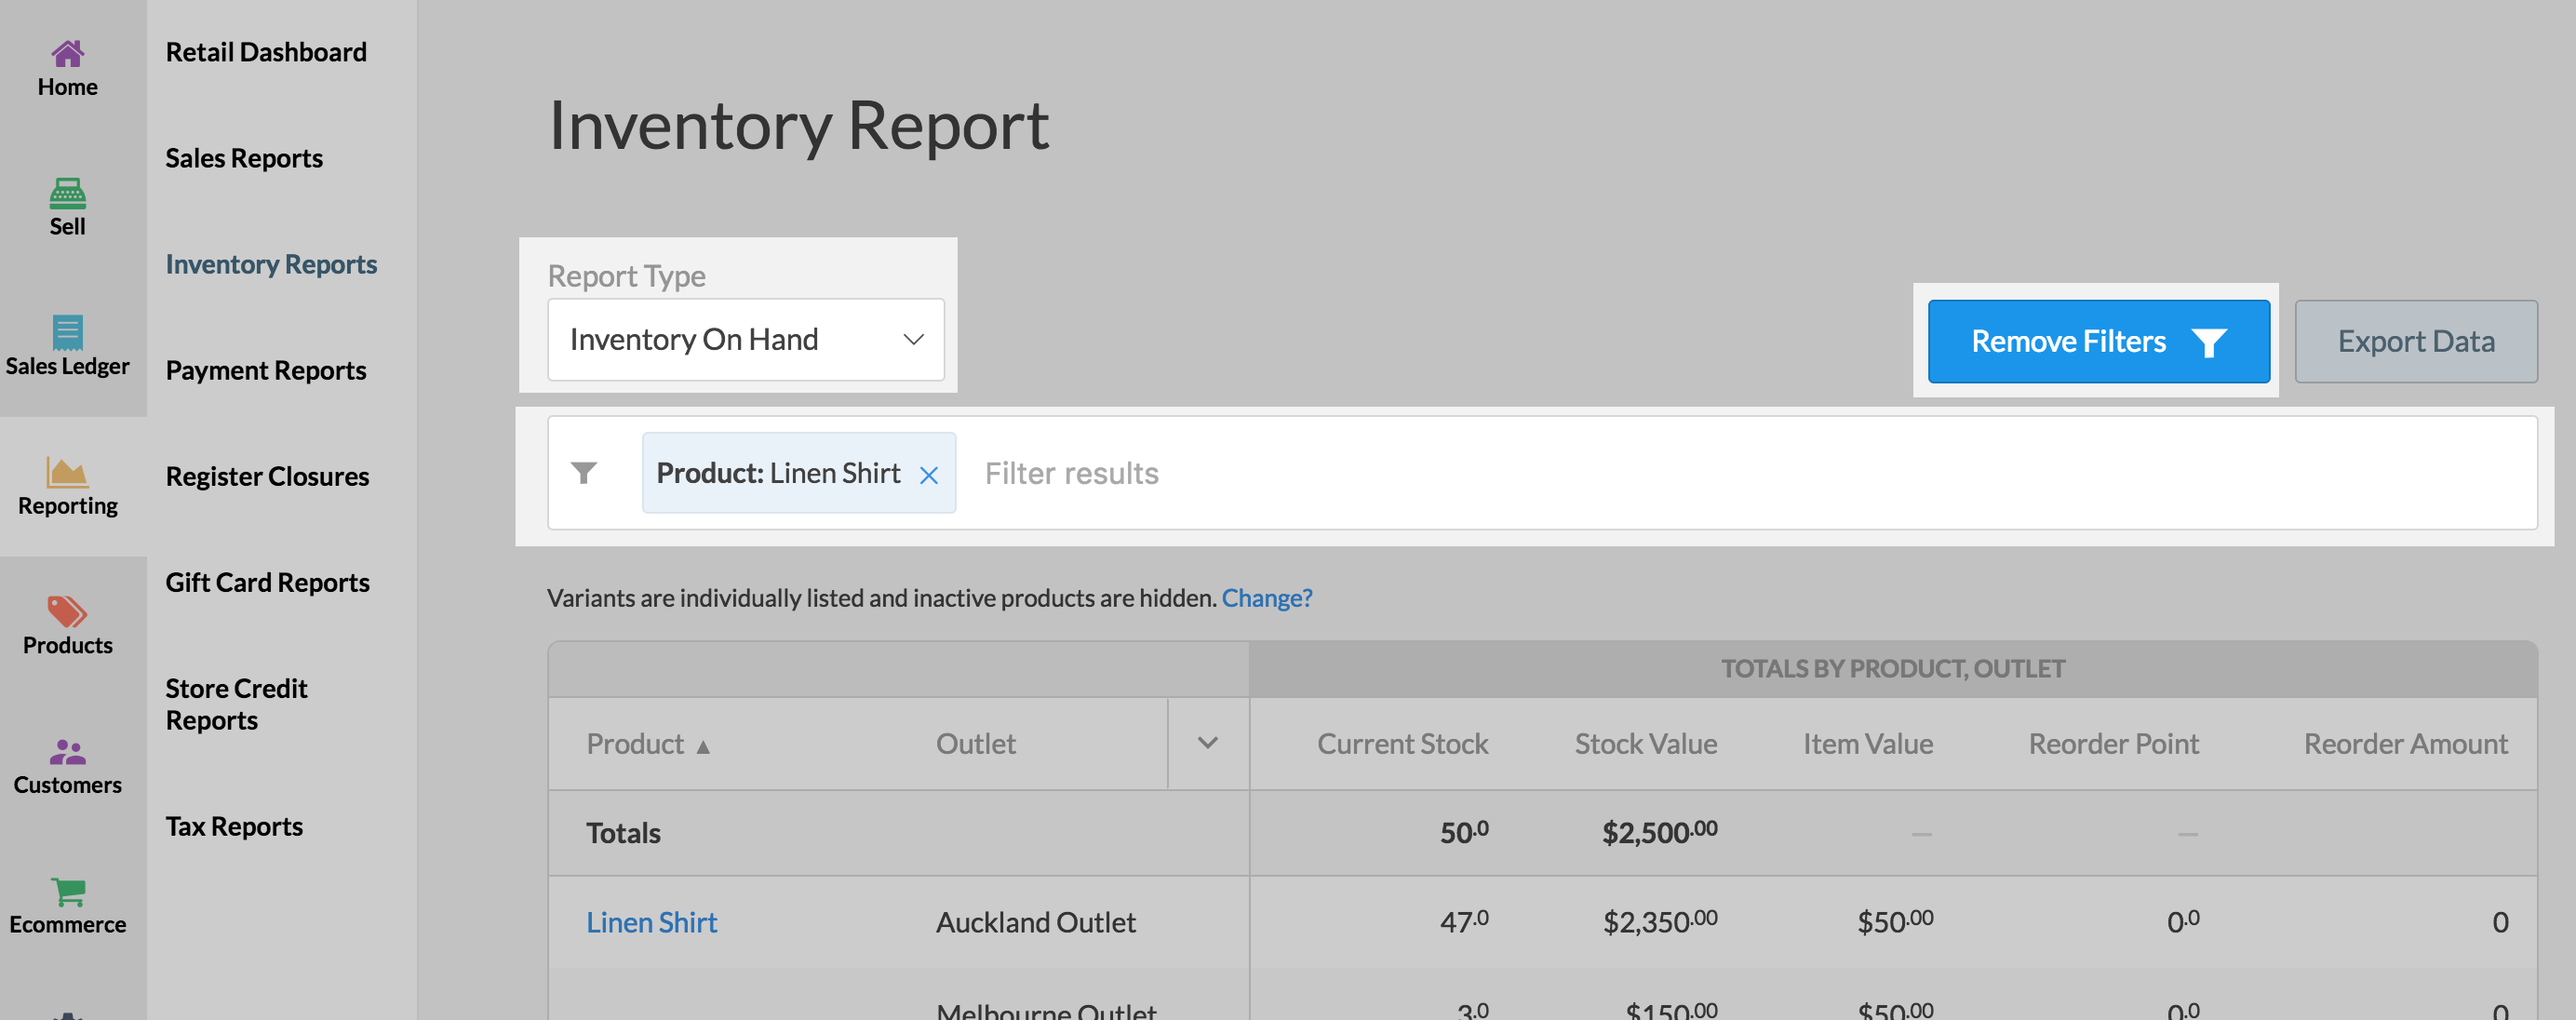 Home
Sell
Sales Ledger
Reporting
Products
Customers
Ecommerce
Retail Dashboard
Sales Reports
Inventory Reports
Payment Reports
Register Closures
Gift Card Reports
Store Credit
Reports
Tax Reports
Inventory Report
Report Type
Inventory On Hand
Remove Filters
Export Data
Product: Linen Shirt
Filter results
Variants are individually listed and inactive products are hidden. Change?
TOTALS BY PRODUCT, OUTLET
Product ▲ Outlet Current Stock Stock Value Item Value Reorder Point Reorder Amount
Totals 50.0 $2,500.00 — —
Linen Shirt Auckland Outlet 47.0 $2,350.00 $50.00 0.0 0
Melbourne Outlet 3.0 $150.00 $50.00 0.0 0